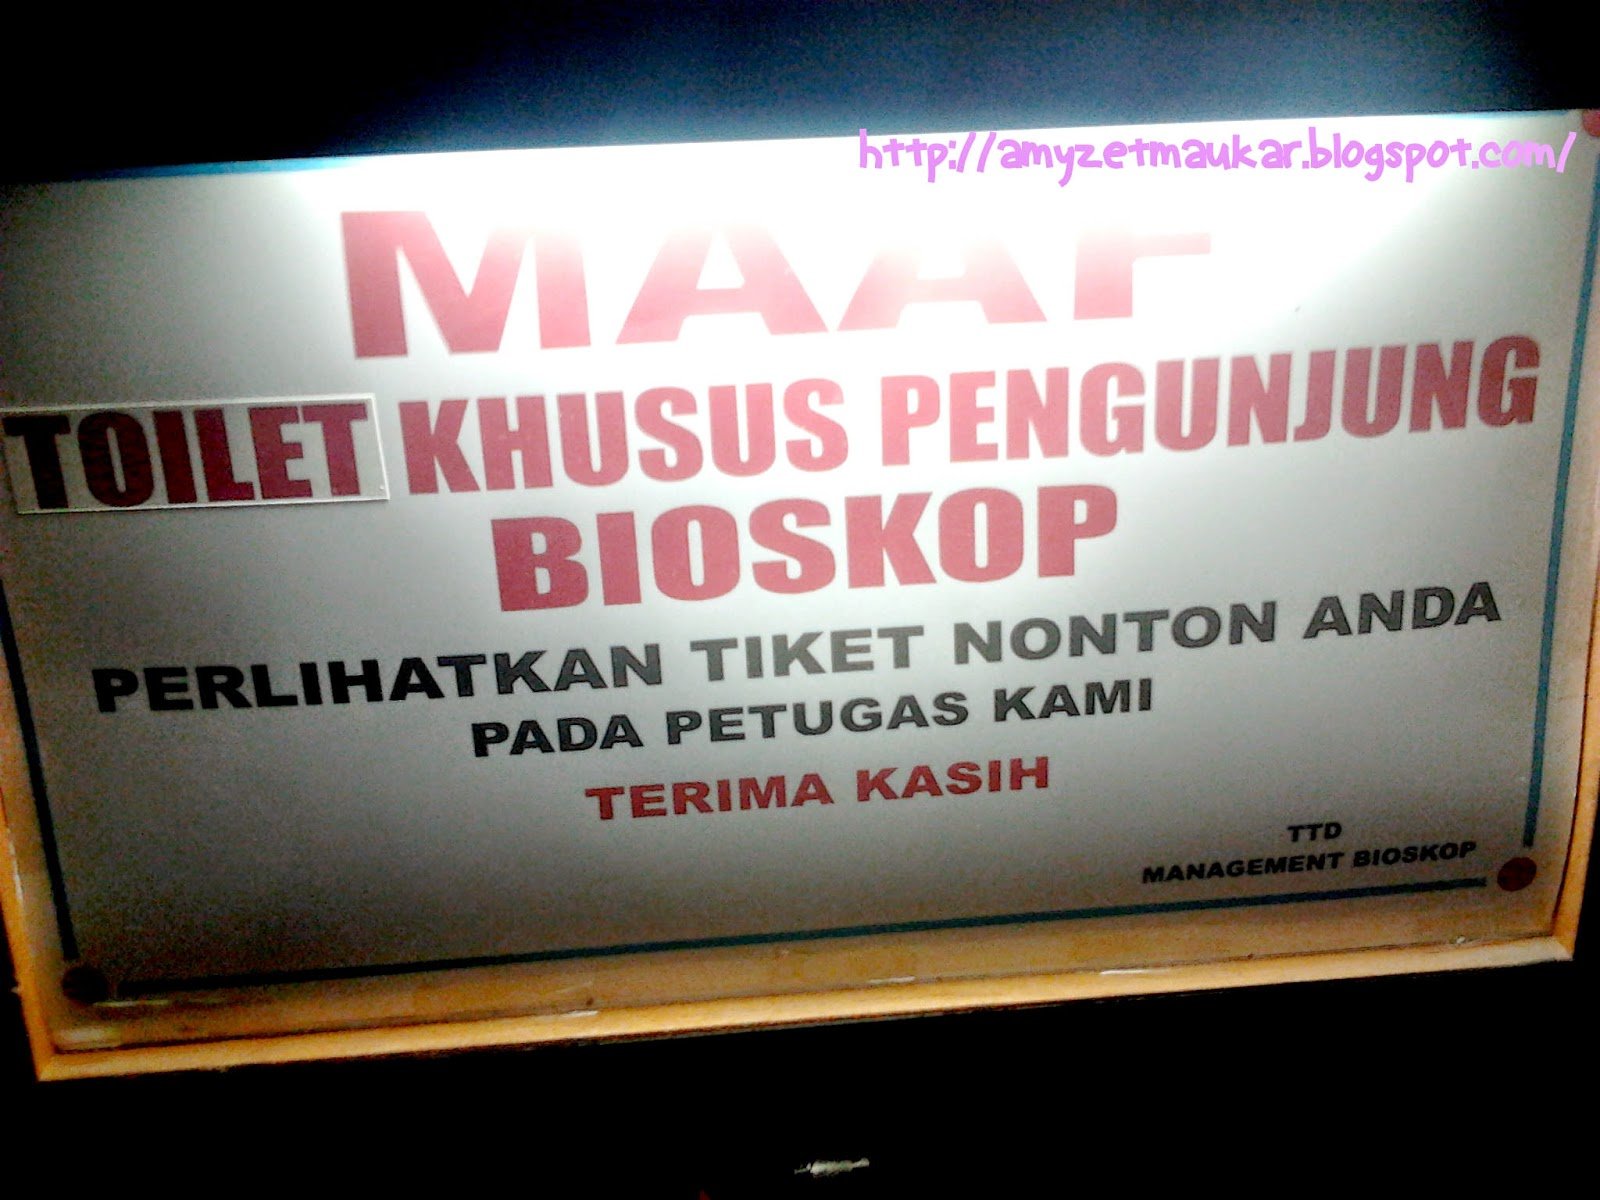 http://amyzetmaukar.blogspot.com/
MAAF
TOILET KHUSUS PENGUNJUNG
BIOSKOP
PERLIHATKAN TIKET NONTON ANDA
PADA PETUGAS KAMI
TERIMA KASIH
TTD
MANAGEMENT BIOSKOP